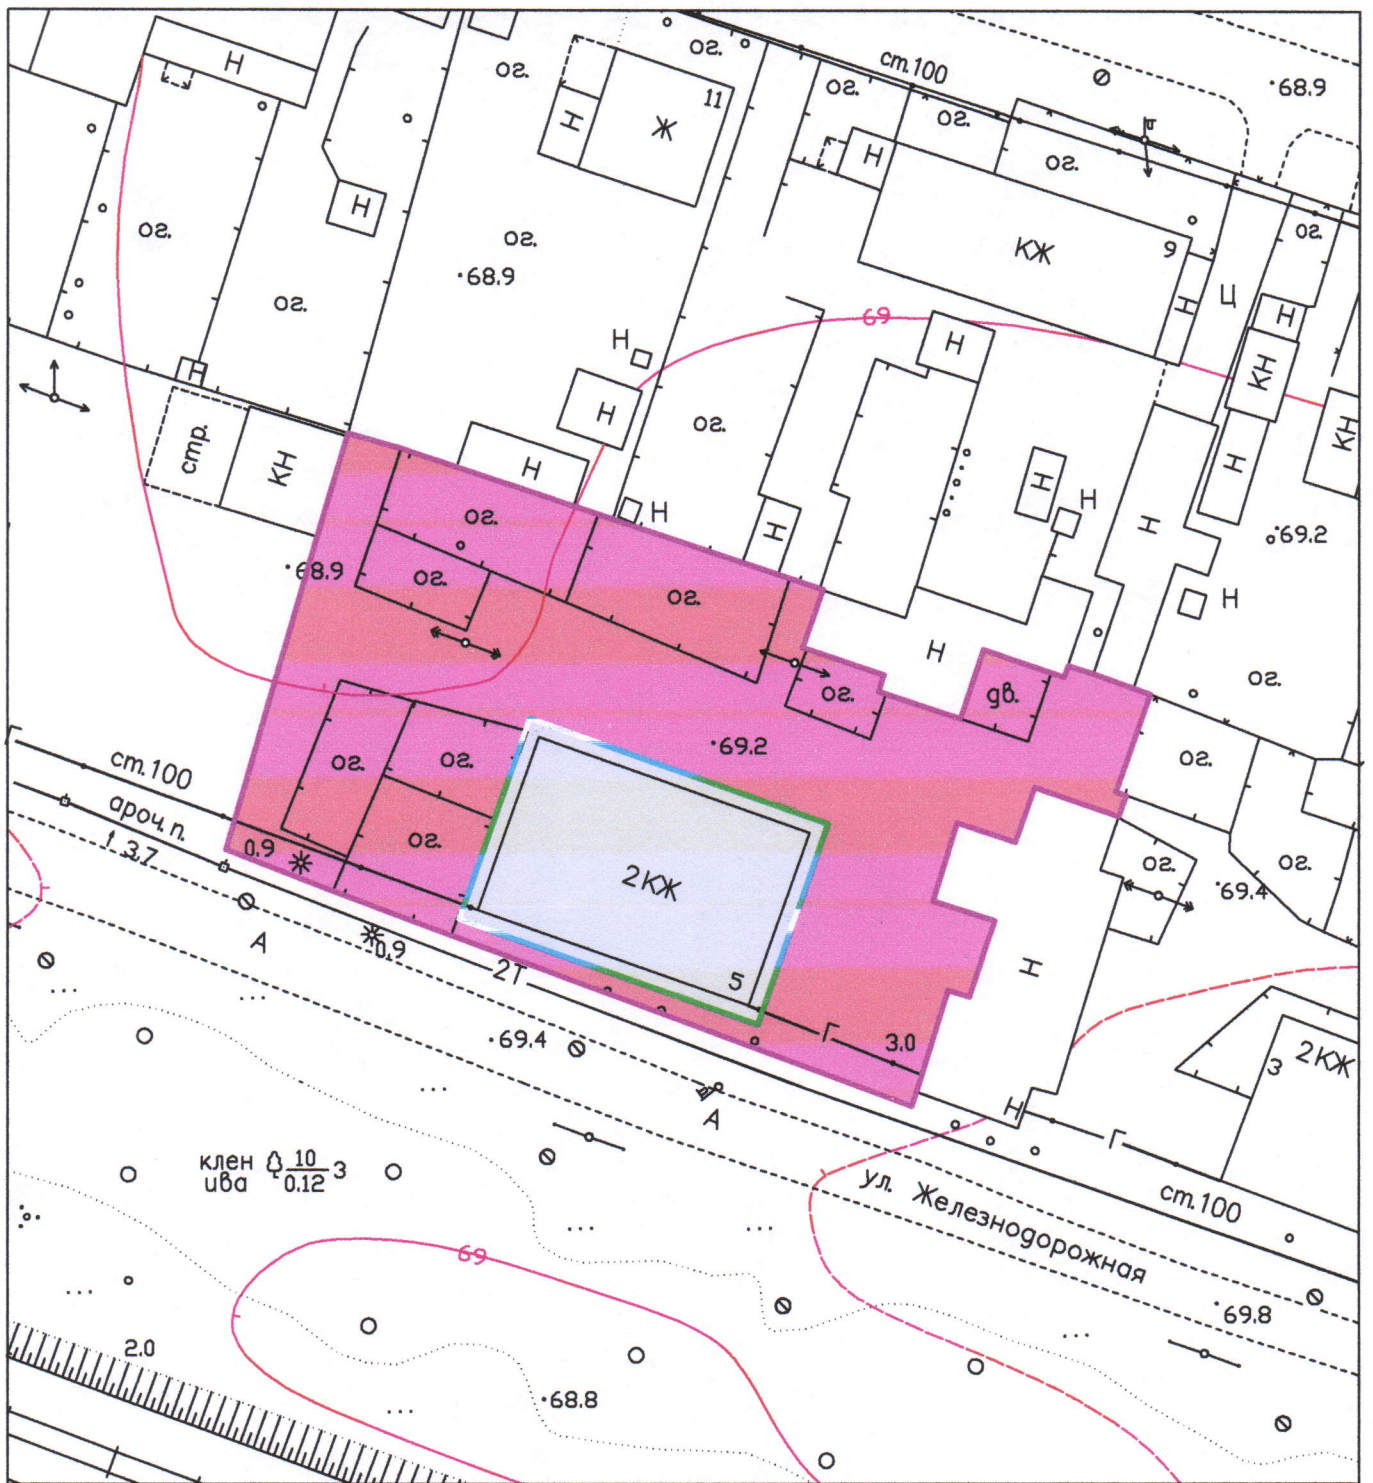 ог.
ог.
Н
ст.100
68.9
ог.
11
Н
Ж
ог.
ог.
Н
Н
ог.
ог.
ог.
КЖ
9
ог.
68.9
ог.
Н
Ц
Н
69
Н
Н
КН
Н
Н
ог.
КН
стр.
КН
Н
Н
Н
Н
ог.
Н
Н
Н
69.2
68.9
ог.
ог.
Н
Н
ог.
дв.
ог.
69.2
ог.
ог.
ог.
ст.100
ароч.п.
3.7
0.9
ог.
2КЖ
ог.
69.4
ог.
А
0.9
2Т
5
Н
Г
3.0
69.4
3
2КЖ
А
Н
Г
клен
ива
10
0.12
3
ул. Железнодорожная
ст.100
69
69.8
2.0
68.8